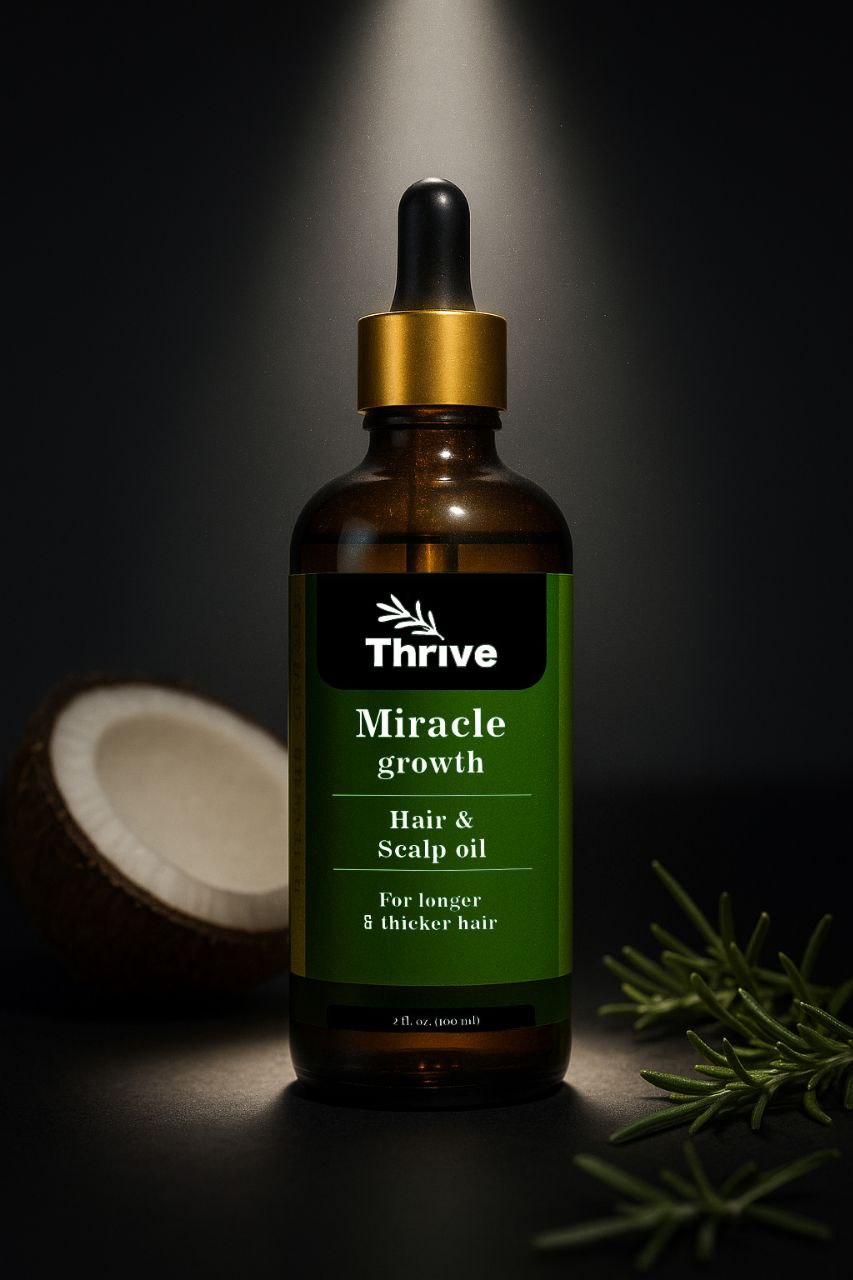 Thrive
Miracle
growth
Hair &
Scalp oil
For longer
& thicker hair
2 fl. oz. (100 ml)